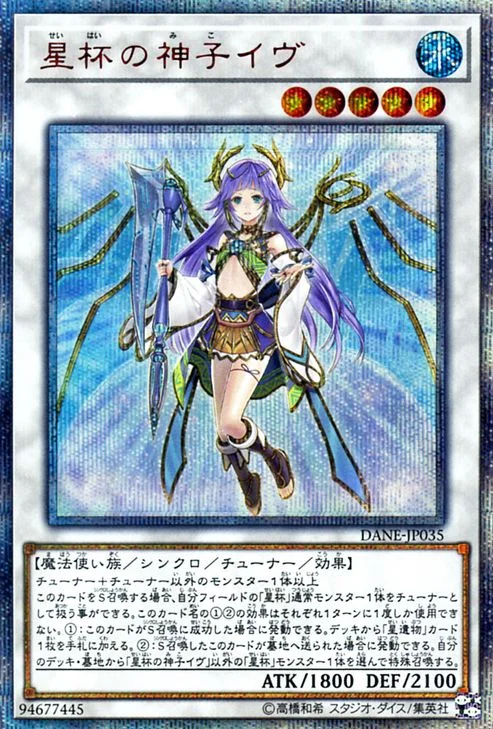 星杯の神子イヴ
水
DANE-JP035
【魔法使い族／シンクロ／チューナー／効果】
チューナー＋チューナー以外のモンスター1体以上
このカードをS召喚する場合、自分フィールドの「星杯」通常モンスター1体をチューナーと
して扱う事ができる。このカード名の①②の効果はそれぞれ1ターンに1度しか使用でき
ない。①：このカードがS召喚に成功した場合に発動できる。デッキから「星遺物」カード
1枚を手札に加える。②：S召喚したこのカードが墓地へ送られた場合に発動できる。自分
のデッキ・墓地から「星杯の神子イヴ」以外の「星杯」モンスター1体を選んで特殊召喚する。
ATK/1800 DEF/2100
94677445 ©高橋和希 スタジオ・ダイス/集英社